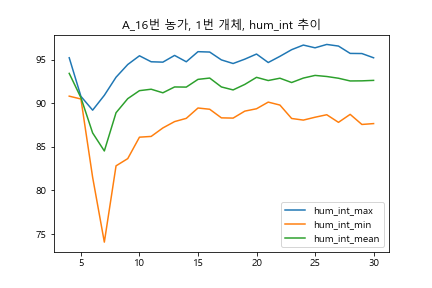 A_16번 농가, 1번 개체, hum_int 추이
95
90
85
80
75
5
10
15
20
25
30
hum_int_max
hum_int_min
hum_int_mean